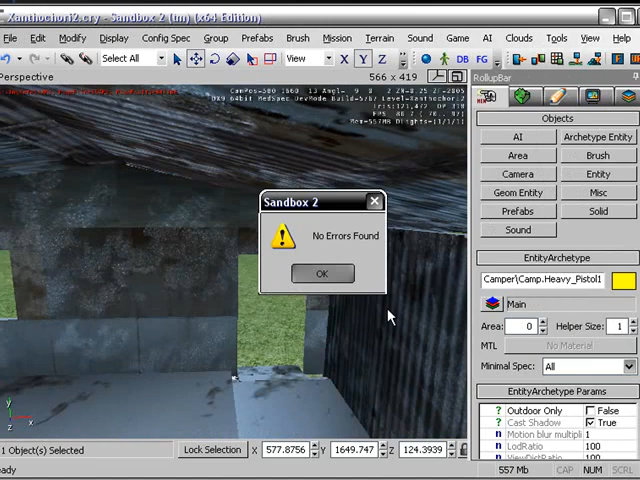 Xanthochori2.cry - Sandbox 2 (tm) (x64 Edition)
File Edit Modify Display Config Spec Group Prefabs Brush Mission Terrain Sound Game AI Clouds Tools View Help
Select All View X Y Z DB FG
Perspective 566 x 419 RollupBar
Objects
AI Archetype Entity
Area Brush
Camera Entity
Geom Entity Misc
Prefabs Solid
Sound
Sandbox 2
No Errors Found
OK
EntityArchetype
Camper\Camp.Heavy_Pistol1
Main
Area: 0 Helper Size: 1
MTL No Material
Minimal Spec: All
EntityArchetype Params
Outdoor Only False
Cast Shadow True
Motion blur multipli 1
LodRatio 100
ViewDistRatio 100
y
z x
1 Object(s) Selected Lock Selection X 577.8756 Y 1649.747 Z 124.3939
eady 557 Mb CAP NUM SCRL